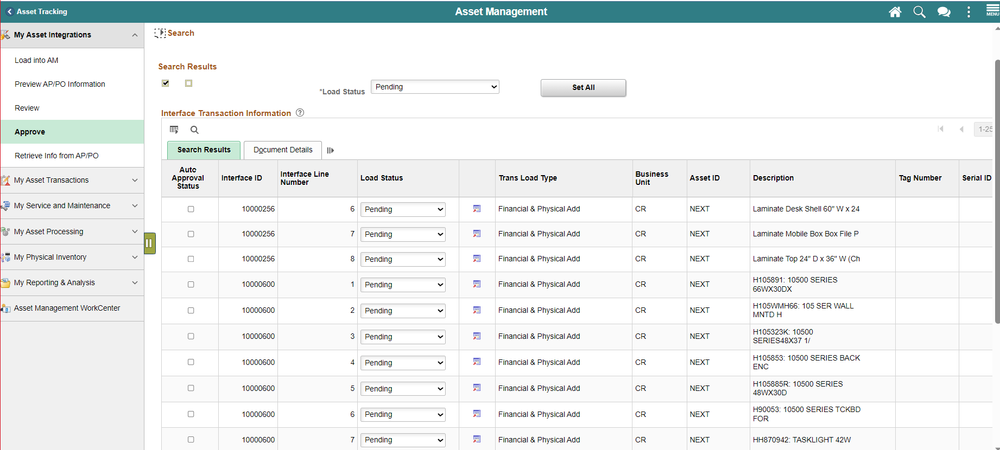 Asset Tracking
Asset Management
MENU
My Asset Integrations
Load into AM
Preview AP/PO Information
Review
Approve
Retrieve Info from AP/PO
My Asset Transactions
My Service and Maintenance
My Asset Processing
My Physical Inventory
My Reporting & Analysis
Asset Management WorkCenter
Search
Search Results
*Load Status
Pending
Set All
Interface Transaction Information
1-25
Search Results
Document Details
Auto Approval Status Interface ID Interface Line Number Load Status Trans Load Type Business Unit Asset ID Description Tag Number Serial ID
10000256 6 Pending Financial & Physical Add CR NEXT Laminate Desk Shell 60" W x 24
10000256 7 Pending Financial & Physical Add CR NEXT Laminate Mobile Box Box File P
10000256 8 Pending Financial & Physical Add CR NEXT Laminate Top 24" D x 36" W (Ch
10000600 1 Pending Financial & Physical Add CR NEXT H105891: 10500 SERIES 66WX30DX
10000600 2 Pending Financial & Physical Add CR NEXT H105WMH66: 105 SER WALL MNTD H
10000600 3 Pending Financial & Physical Add CR NEXT H105323K: 10500 SERIES48X37 1/
10000600 4 Pending Financial & Physical Add CR NEXT H105853: 10500 SERIES BACK ENC
10000600 5 Pending Financial & Physical Add CR NEXT H105885R: 10500 SERIES 48WX30D
10000600 6 Pending Financial & Physical Add CR NEXT H90053: 10500 SERIES TCKBD FOR
10000600 7 Pending Financial & Physical Add CR NEXT HH870942: TASKLIGHT 42W